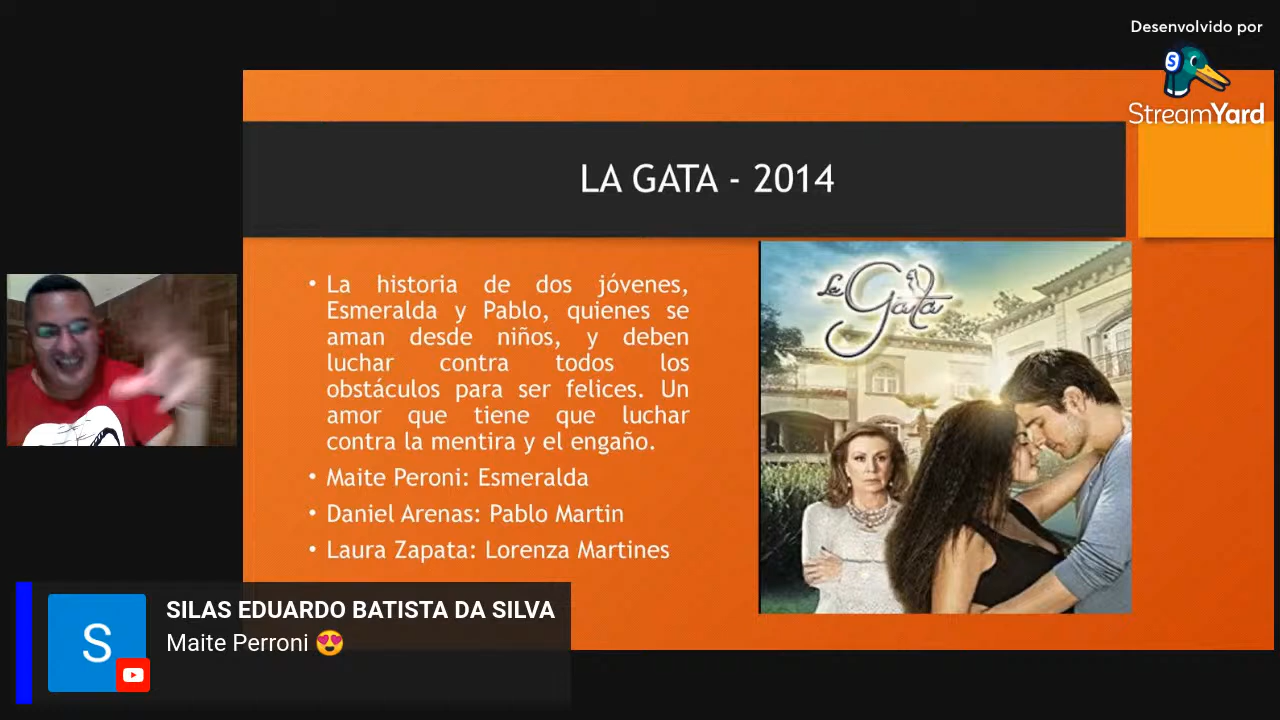 Desenvolvido por
S
StreamYard
LA GATA - 2014
• La historia de dos jóvenes,
Esmeralda y Pablo, quienes se
aman desde niños, y deben
luchar contra todos los
obstáculos para ser felices. Un
amor que tiene que luchar
contra la mentira y el engaño.
• Maite Peroni: Esmeralda
• Daniel Arenas: Pablo Martin
• Laura Zapata: Lorenza Martines
La Gata
S
SILAS EDUARDO BATISTA DA SILVA
Maite Perroni 😍